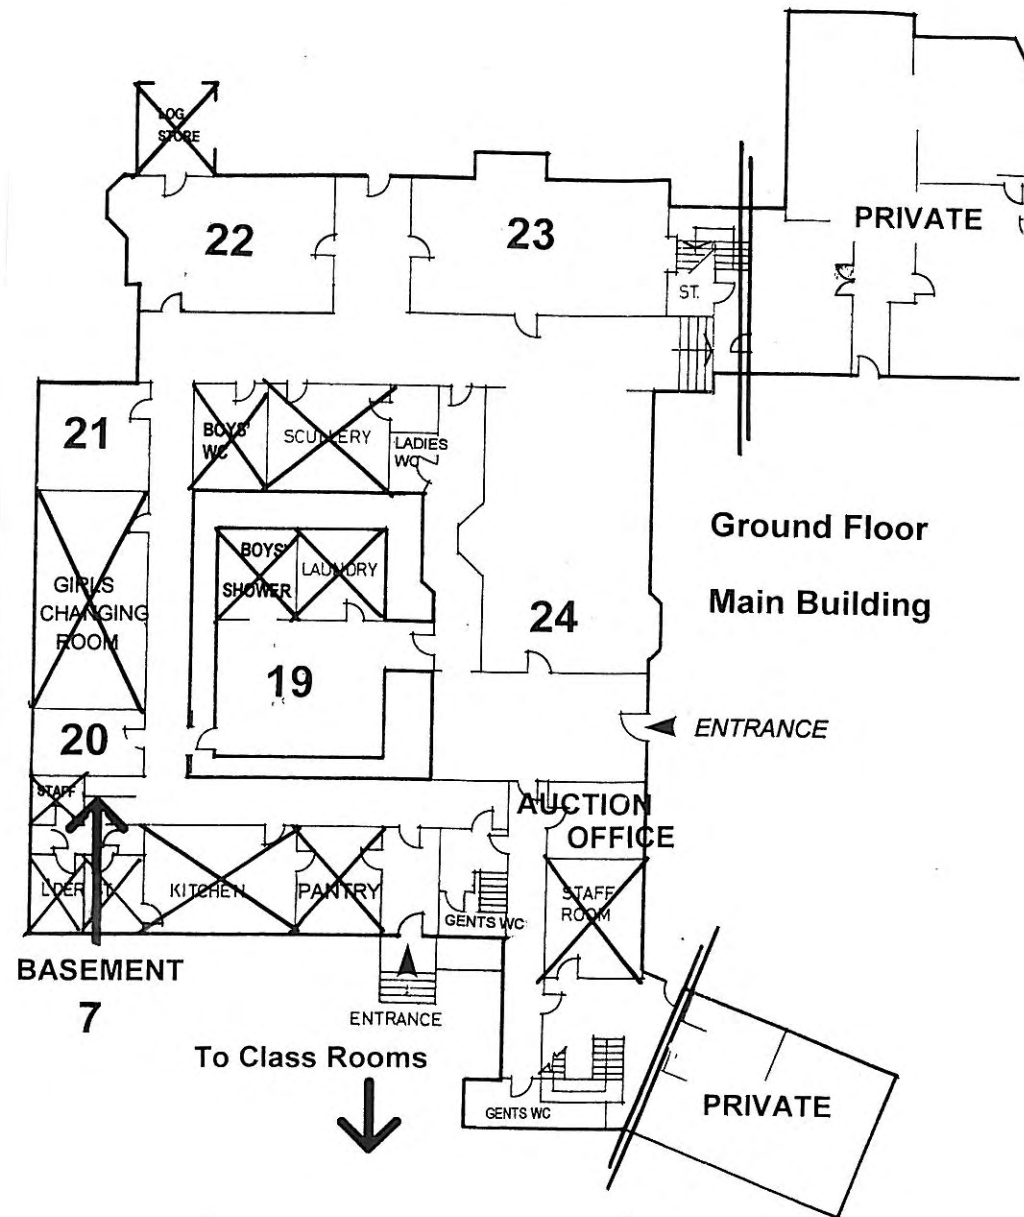 LOG
STORE
22
23
PRIVATE
ST.
21
BOYS'
WC
SCULLERY
LADIES
WC
Ground Floor
Main Building
BOYS'
SHOWER
LAUNDRY
GIRLS
CHANGING
ROOM
24
19
20
ENTRANCE
STAFF
AUCTION
OFFICE
KITCHEN
PANTRY
STAFF
ROOM
GENTS WC
BASEMENT
7
ENTRANCE
To Class Rooms
GENTS WC
PRIVATE